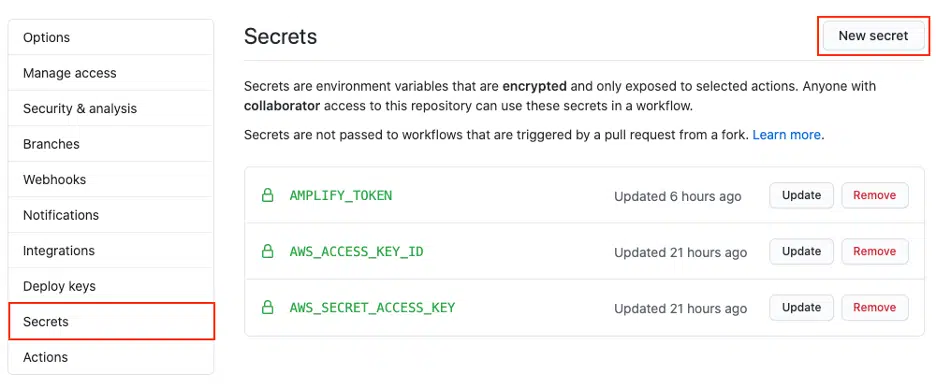 Options
Manage access
Security & analysis
Branches
Webhooks
Notifications
Integrations
Deploy keys
Secrets
Actions
Secrets
New secret
Secrets are environment variables that are encrypted and only exposed to selected actions. Anyone with
collaborator access to this repository can use these secrets in a workflow.
Secrets are not passed to workflows that are triggered by a pull request from a fork. Learn more.
AMPLIFY_TOKEN Updated 6 hours ago Update Remove
AWS_ACCESS_KEY_ID Updated 21 hours ago Update Remove
AWS_SECRET_ACCESS_KEY Updated 21 hours ago Update Remove